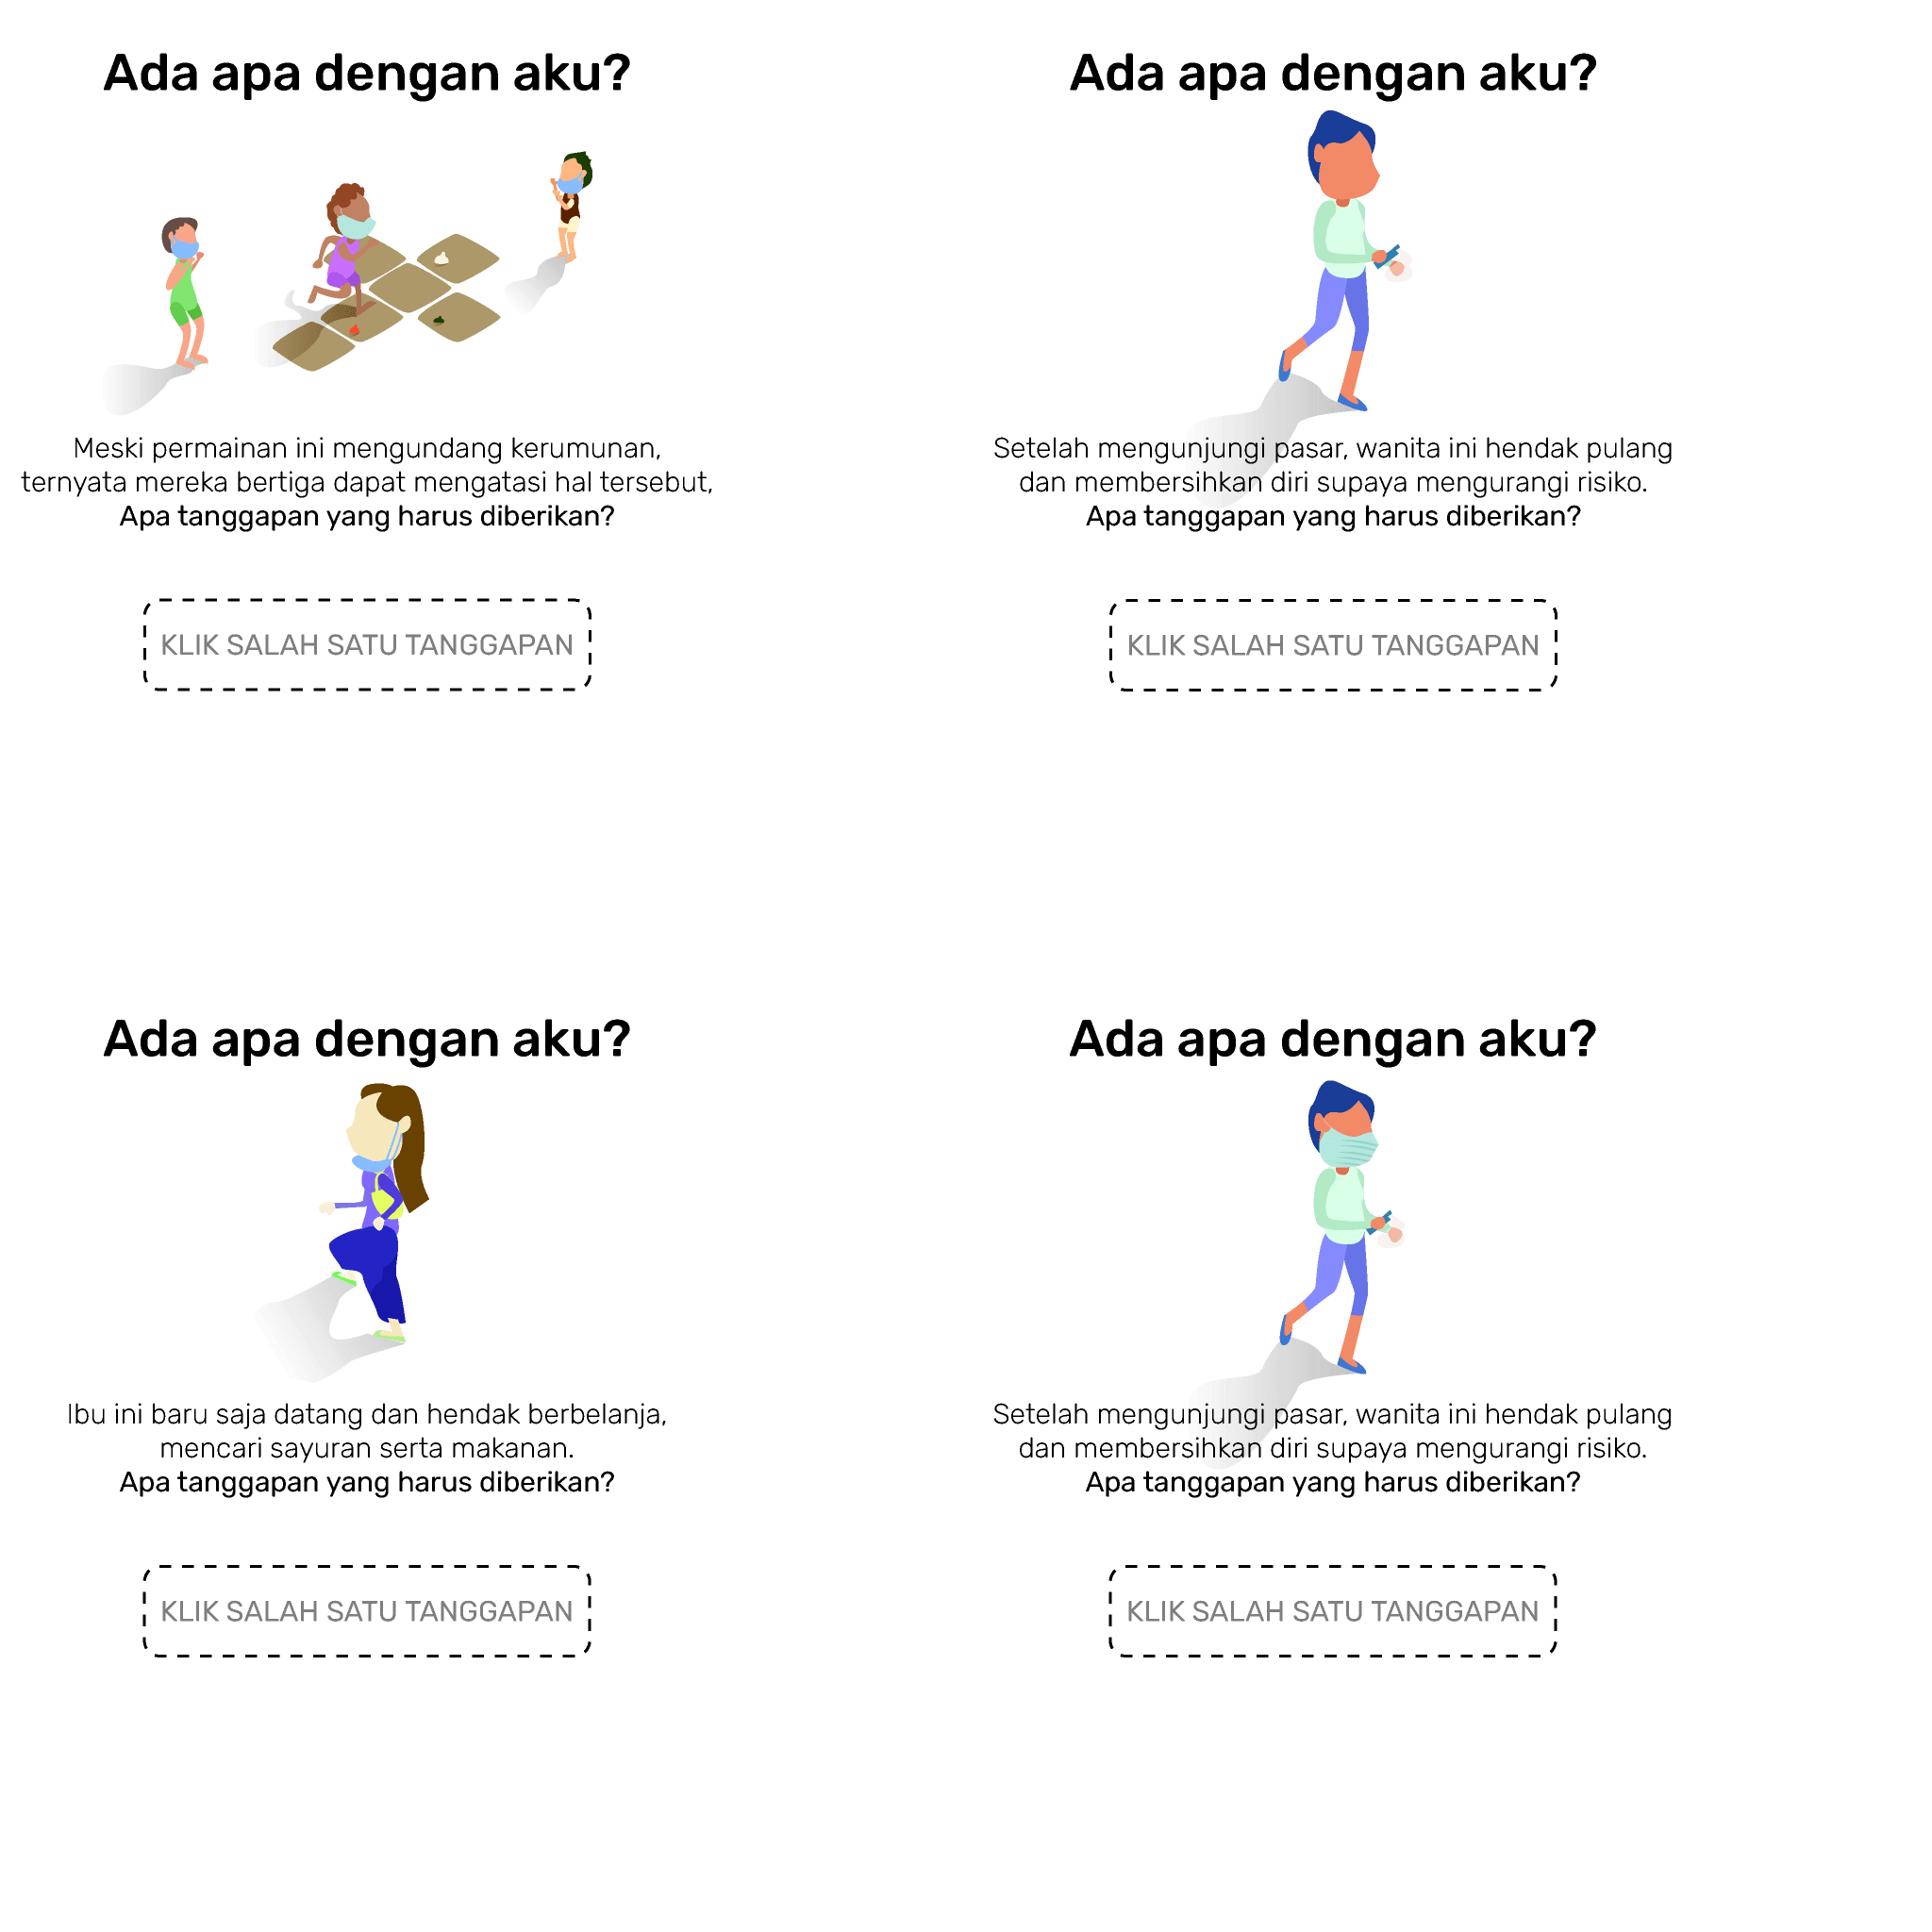 Ada apa dengan aku?
Meski permainan ini mengundang kerumunan,
ternyata mereka bertiga dapat mengatasi hal tersebut,
Apa tanggapan yang harus diberikan?
KLIK SALAH SATU TANGGAPAN
Ada apa dengan aku?
Setelah mengunjungi pasar, wanita ini hendak pulang
dan membersihkan diri supaya mengurangi risiko.
Apa tanggapan yang harus diberikan?
KLIK SALAH SATU TANGGAPAN
Ada apa dengan aku?
Ibu ini baru saja datang dan hendak berbelanja,
mencari sayuran serta makanan.
Apa tanggapan yang harus diberikan?
KLIK SALAH SATU TANGGAPAN
Ada apa dengan aku?
Setelah mengunjungi pasar, wanita ini hendak pulang
dan membersihkan diri supaya mengurangi risiko.
Apa tanggapan yang harus diberikan?
KLIK SALAH SATU TANGGAPAN